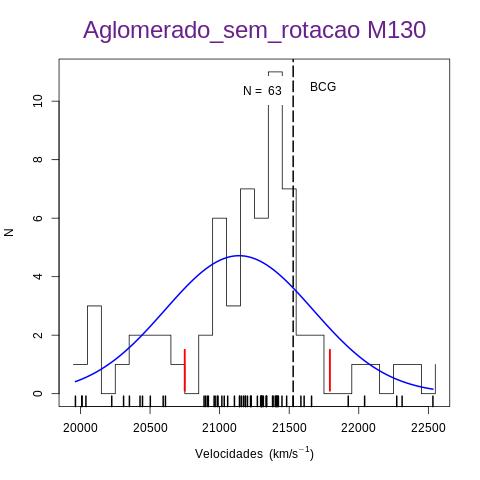 Aglomerado_sem_rotacao M130
N = 63
BCG
N
10
8
6
4
2
0
20000 20500 21000 21500 22000 22500
Velocidades (km/s⁻¹)